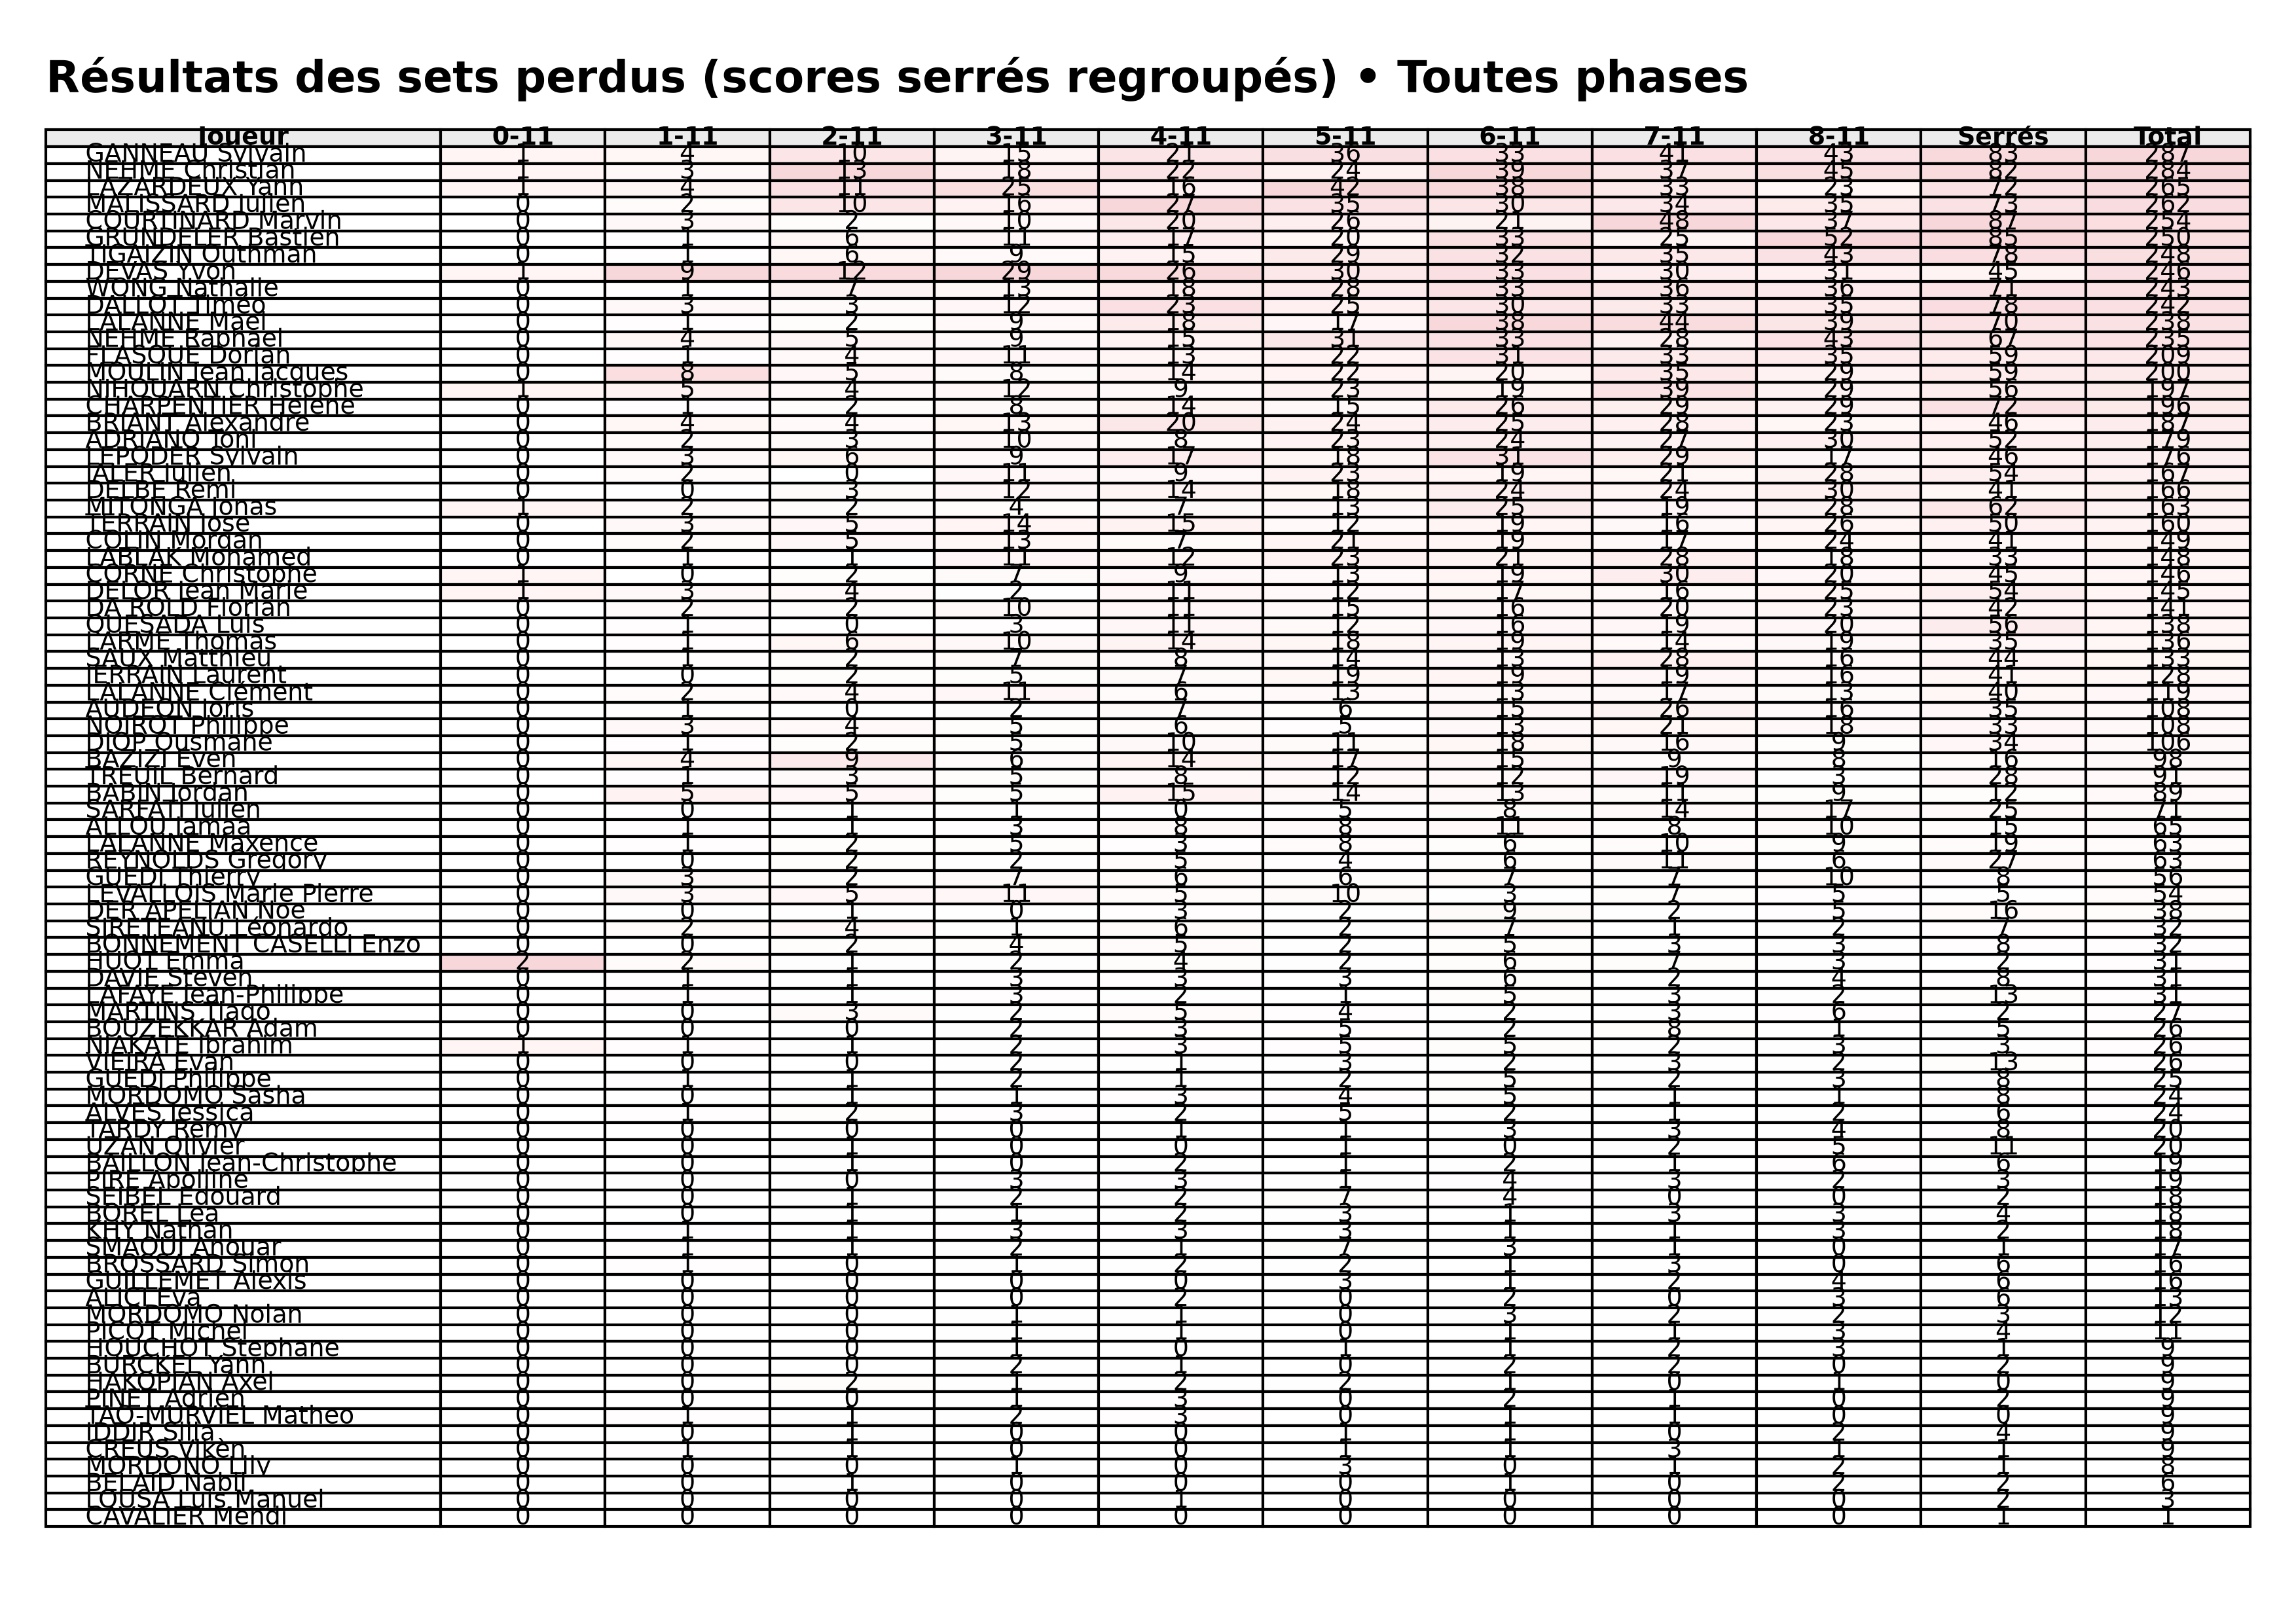 Résultats des sets perdus (scores serrés regroupés) • Toutes phases
Joueur 0-11 1-11 2-11 3-11 4-11 5-11 6-11 7-11 8-11 Serrés Total
GANNEAU Sylvain 1 4 10 15 21 36 33 41 43 83 287
NEHME Christian 1 3 13 18 22 24 39 37 45 82 284
LAZARDEUX Yann 1 4 11 25 16 42 38 33 23 72 265
MALISSARD Julien 0 2 10 16 27 35 30 34 35 73 262
COURTINARD Marvin 0 3 2 10 20 26 21 48 37 87 254
GRUNDELER Bastien 0 1 6 11 17 20 33 25 52 85 250
TIGAIZIN Outhman 0 1 6 9 15 29 32 35 43 78 248
DEVAS Yvon 1 9 12 29 26 30 33 30 31 45 246
WONG Nathalie 0 1 7 13 18 28 33 36 36 71 243
DALLOT Timéo 0 3 3 12 23 25 30 33 35 78 242
LALANNE Mael 0 1 2 9 18 17 38 44 39 70 238
NEHME Raphael 0 4 5 9 15 31 33 28 43 67 235
FLASQUE Dorian 0 1 4 11 13 22 31 33 35 59 209
MOULIN Jean Jacques 0 8 5 8 14 22 20 35 29 59 200
NIHOUARN Christophe 1 5 4 12 9 23 19 39 29 56 197
CHARPENTIER Helene 0 1 2 8 14 15 26 29 29 72 196
BRIANT Alexandre 0 4 4 13 20 24 25 28 23 46 187
ADRIANO Toni 0 2 3 10 8 23 24 27 30 52 179
LEPODER Sylvain 0 3 6 9 17 18 31 29 17 46 176
JALER Julien 0 2 0 11 9 23 19 21 28 54 167
DELBE Remi 0 0 3 12 14 18 24 24 30 41 166
MITONGA Jonas 1 2 2 4 7 13 25 19 28 62 163
TERRAIN Jose 0 3 5 14 15 12 19 16 26 50 160
COLIN Morgan 0 2 5 13 7 21 19 17 24 41 149
LABLAK Mohamed 0 1 1 11 12 23 21 28 18 33 148
CORNE Christophe 1 0 2 7 9 13 19 30 20 45 146
DELOR Jean Marie 1 3 4 2 11 12 17 16 25 54 145
DA ROLD Florian 0 2 2 10 11 15 16 20 23 42 141
QUESADA Luis 0 1 0 3 11 12 16 19 20 56 138
LARME Thomas 0 1 6 10 14 18 19 14 19 35 136
SAUX Matthieu 0 1 2 7 8 14 13 28 16 44 133
JERRAIN Laurent 0 0 2 5 7 19 19 19 16 41 128
LALANNE Clement 0 2 4 11 6 13 13 17 13 40 119
AUDEON Joris 0 1 0 2 7 6 15 26 16 35 108
NOIROT Philippe 0 3 4 5 6 5 13 21 18 33 108
DIOP Ousmane 0 1 2 5 10 11 18 16 9 34 106
BAZIZI Even 0 4 9 6 14 17 15 9 8 16 98
TREUIL Bernard 0 1 3 5 8 12 12 19 3 28 91
BABIN Jordan 0 5 5 5 15 14 13 11 9 12 89
SARFATI Julien 0 0 1 1 0 5 8 14 17 25 71
ALLOU Jamaa 0 1 1 3 8 8 11 8 10 15 65
LALANNE Maxence 0 1 2 5 3 8 6 10 9 19 63
REYNOLDS Gregory 0 0 2 2 5 4 6 11 6 27 63
GUEDI Thierry 0 3 2 7 6 6 7 7 10 8 56
LEVALLOIS Marie Pierre 0 3 5 11 5 10 3 7 5 5 54
DER APELIAN Noe 0 0 1 0 3 2 9 2 5 16 38
SIRETEANU Léonardo 0 2 4 1 6 2 7 1 2 7 32
BONNEMENT CASELLI Enzo 0 0 2 4 5 2 5 3 3 8 32
HUOT Emma 2 2 1 2 4 2 6 7 3 2 31
DAVIE Steven 0 1 1 3 3 3 6 2 4 8 31
LAFAYE Jean-Philippe 0 1 1 3 2 1 5 3 2 13 31
MARTINS Tiado 0 0 3 2 5 4 2 3 6 2 27
BOUZEKKAR Adam 0 0 0 2 3 5 2 8 1 5 26
NIAKATE Ibrahim 1 1 1 2 3 5 5 2 3 3 26
VIEIRA Evan 0 0 0 2 1 3 2 3 2 13 26
GUEDI Philippe 0 1 1 2 1 2 5 2 3 8 25
MORDOMO Sasha 0 0 1 1 3 4 5 1 1 8 24
ALVES Jessica 0 1 2 3 2 5 2 1 2 6 24
TARDY Remy 0 0 0 0 1 1 3 3 4 8 20
UZAN Olivier 0 0 1 0 0 1 0 2 5 11 20
BAILLON Jean-Christophe 0 0 1 0 2 1 2 1 6 6 19
PIRE Apolline 0 0 0 3 3 1 4 3 2 3 19
SEIBEL Edouard 0 0 1 2 2 7 4 0 0 2 18
BOREL Lea 0 0 1 1 2 3 1 3 3 4 18
KHY Nathan 0 1 1 3 3 3 1 1 3 2 18
SMAOUI Anouar 0 1 1 2 1 7 3 1 0 1 17
BROSSARD Simon 0 1 0 1 2 2 1 3 0 6 16
GUILLEMET Alexis 0 0 0 0 0 3 1 2 4 6 16
ALICI Eva 0 0 0 0 2 0 2 0 3 6 13
MORDOMO Nolan 0 0 0 1 1 0 3 2 2 3 12
PICOT Michel 0 0 0 1 1 0 1 1 3 4 11
HOUCHOT Stephane 0 0 0 1 0 1 1 2 3 1 9
BURCKEL Yann 0 0 0 2 1 0 2 2 0 2 9
HAKOPIAN Axel 0 0 2 1 2 2 1 0 1 0 9
PINET Adrien 0 0 0 1 3 0 2 1 0 2 9
TAO-MURVIEL Matheo 0 1 1 2 3 0 1 1 0 0 9
IDDIR Silia 0 0 1 0 0 1 1 0 2 4 9
CREUS Vikèn 0 1 1 0 0 1 1 3 1 1 9
MORDONO Lily 0 0 0 1 0 3 0 1 2 1 8
BELAID Nabil 0 0 1 0 0 0 1 0 2 2 6
LOUSA Luis Manuel 0 0 0 0 1 0 0 0 0 2 3
CAVALIER Mehdi 0 0 0 0 0 0 0 0 0 1 1